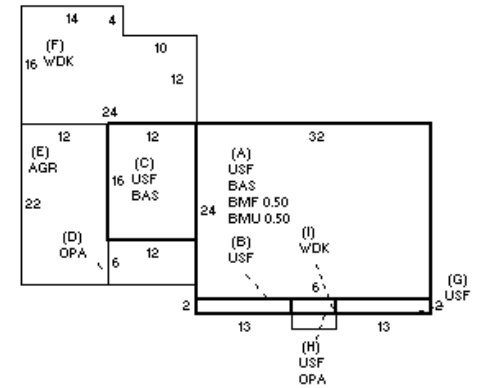 14
4
(F)
WDK
16
10
12
24
12
12
32
(E)
AGR
(C)
USF
BAS
16
(A)
USF
BAS
BMF 0.50
BMU 0.50
22
24
(D)
OPA
(B)
USF
(I)
WDK
6
12
6
(G)
USF
2
2
13
13
(H)
USF
OPA